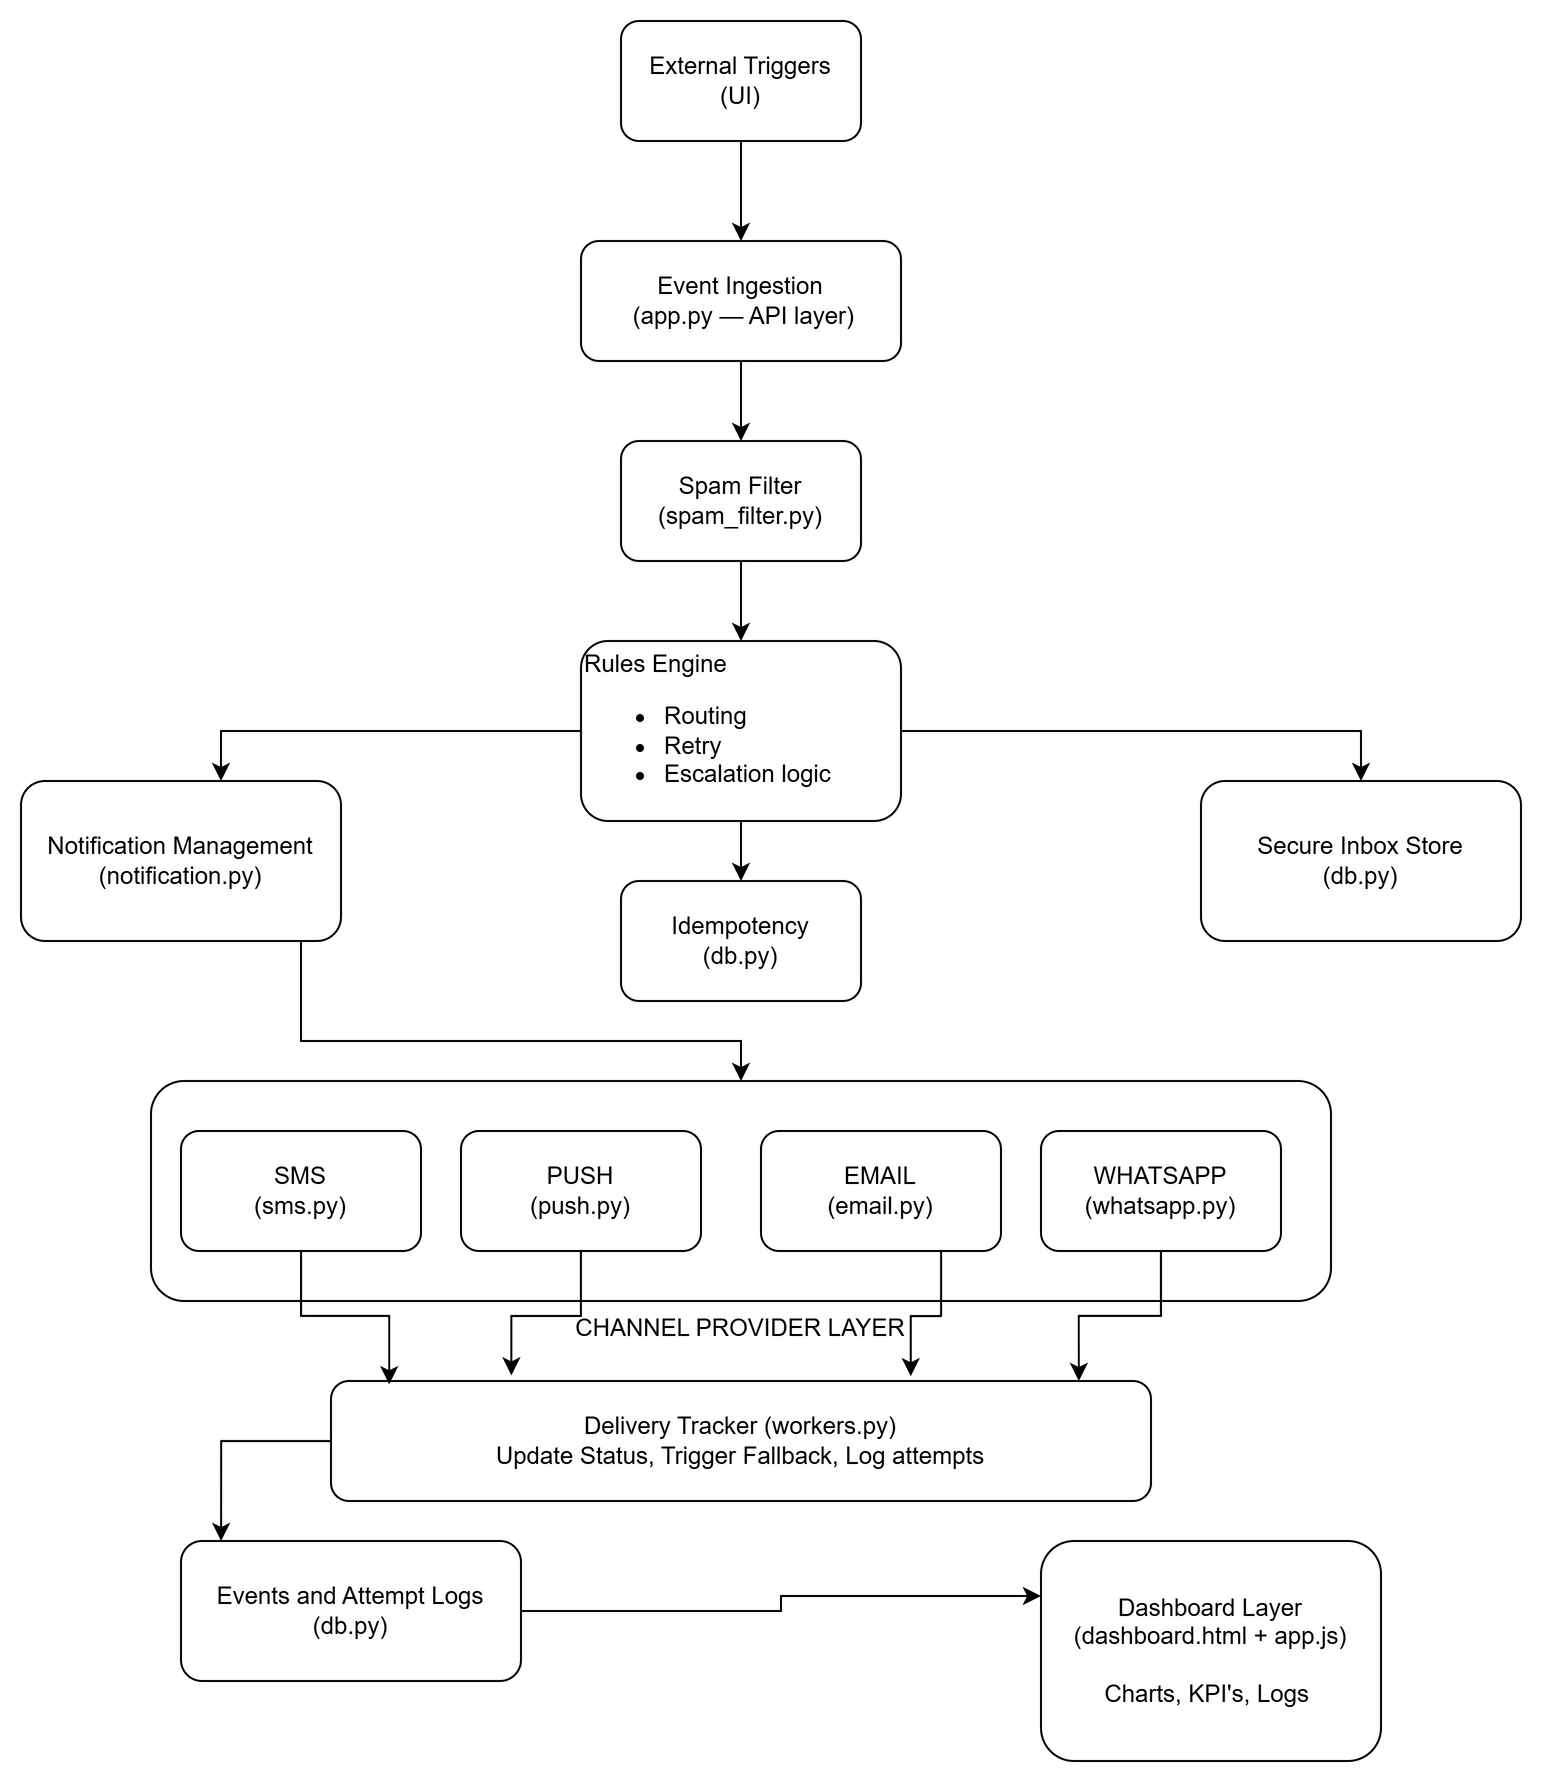 External Triggers
(UI)
Event Ingestion
(app.py — API layer)
Spam Filter
(spam_filter.py)
Rules Engine
• Routing
• Retry
• Escalation logic
Notification Management
(notification.py)
Idempotency
(db.py)
Secure Inbox Store
(db.py)
SMS
(sms.py)
PUSH
(push.py)
EMAIL
(email.py)
WHATSAPP
(whatsapp.py)
CHANNEL PROVIDER LAYER
Delivery Tracker (workers.py)
Update Status, Trigger Fallback, Log attempts
Events and Attempt Logs
(db.py)
Dashboard Layer
(dashboard.html + app.js)
Charts, KPI's, Logs